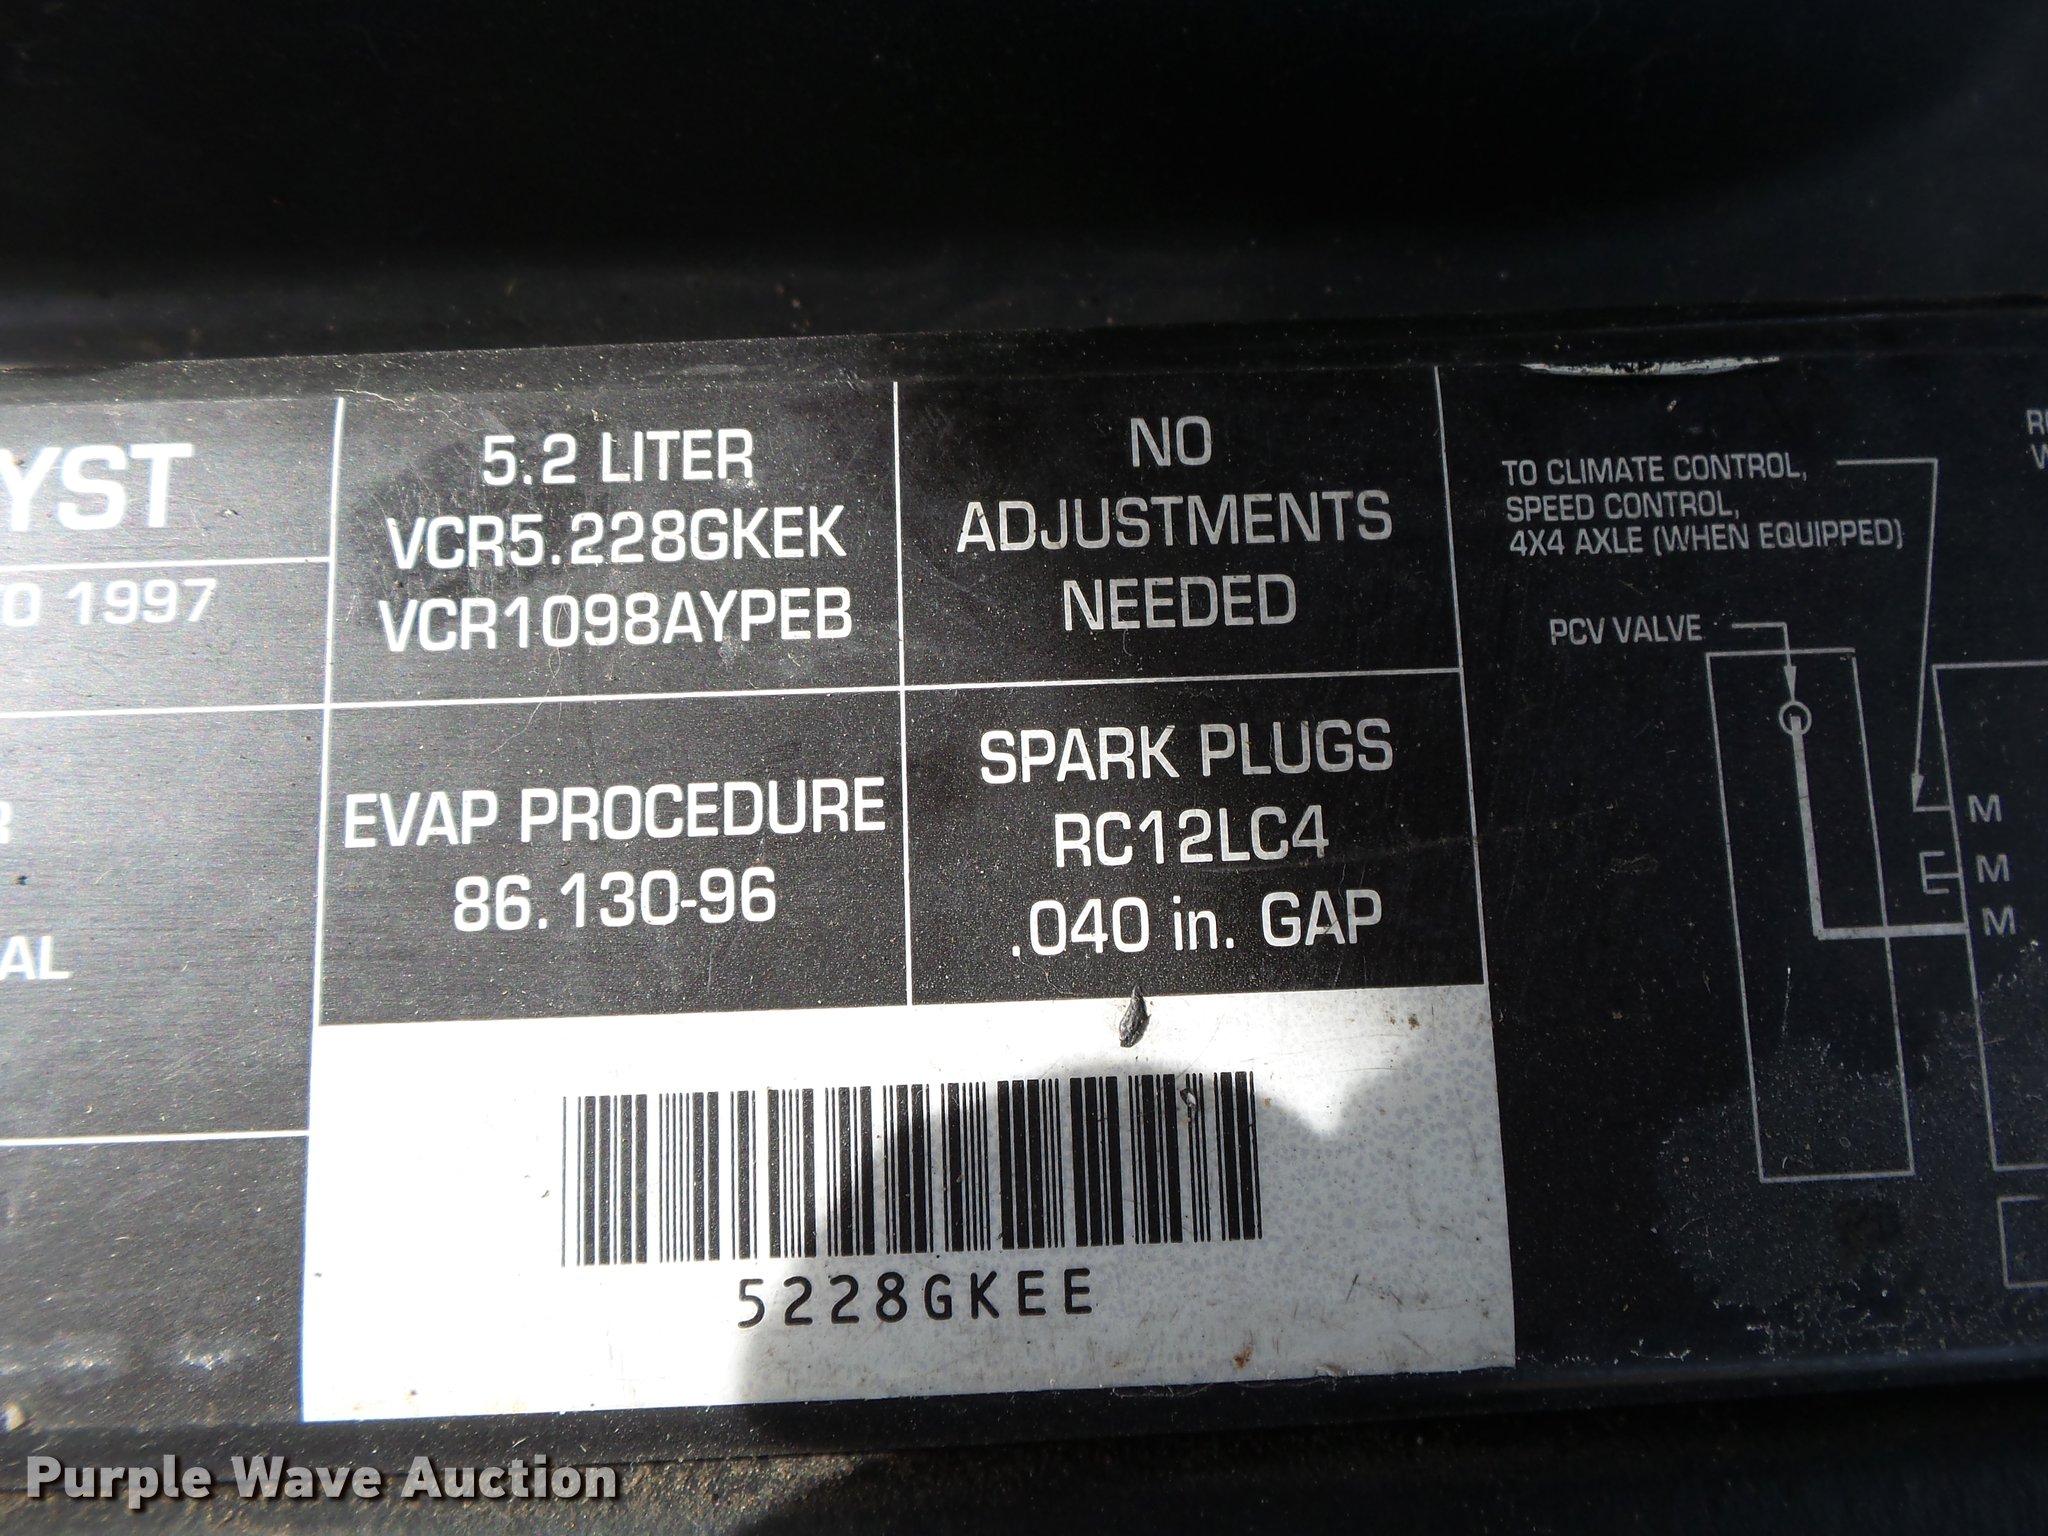 YST
TO 1997
R
AL
5.2 LITER
VCR5.228GKEK
VCR1098AYPEB
NO
ADJUSTMENTS
NEEDED
EVAP PROCEDURE
86.130-96
SPARK PLUGS
RC12LC4
.040 in. GAP
5228GKEE
TO CLIMATE CONTROL,
SPEED CONTROL,
4X4 AXLE (WHEN EQUIPPED)
PCV VALVE
M
M
M
Purple Wave Auction